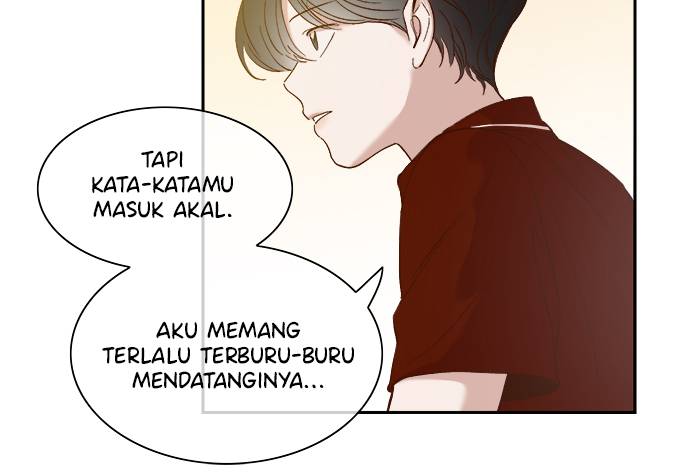 TAPI
KATA-KATAMU
MASUK AKAL.
AKU MEMANG
TERLALU TERBURU-BURU
MENDATANGINYA...